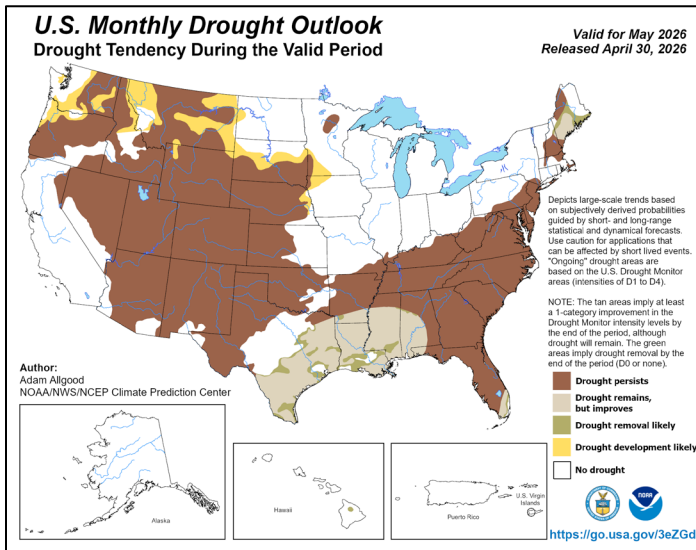 U.S. Monthly Drought Outlook
Drought Tendency During the Valid Period
Valid for May 2026
Released April 30, 2026
Depicts large-scale trends based
on subjectively derived probabilities
guided by short- and long-range
statistical and dynamical forecasts.
Use caution for applications that
can be affected by short lived events.
"Ongoing" drought areas are
based on the U.S. Drought Monitor
areas (intensities of D1 to D4).
NOTE: The tan areas imply at least
a 1-category improvement in the
Drought Monitor intensity levels by
the end of the period, although
drought will remain. The green
areas imply drought removal by the
end of the period (D0 or none).
Author:
Adam Allgood
NOAA/NWS/NCEP Climate Prediction Center
Drought persists
Drought remains,
but improves
Drought removal likely
Drought development likely
No drought
Alaska
Hawaii
Puerto Rico
U.S. Virgin
Islands
NOAA
https://go.usa.gov/3eZGd